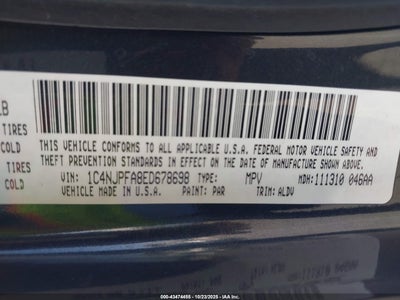 LB
TIRES
COLD
TIRES
COLD
THIS VEHICLE CONFORMS TO ALL APPLICABLE U.S.A. FEDERAL MOTOR VEHICLE SAFETY AND
THEFT PREVENTION STANDARDS IN EFFECT ON THE DATE OF MANUFACTURE SHOWN ABOVE.
VIN: 1C4NJPFA8ED678698 TYPE: MPV MDH: 111310 046AA
VEHICLE MADE IN U.S.A. PAINT: PAR TRIM: ALDV
© 43474455 - 10/23/2025 - IAA, Inc.